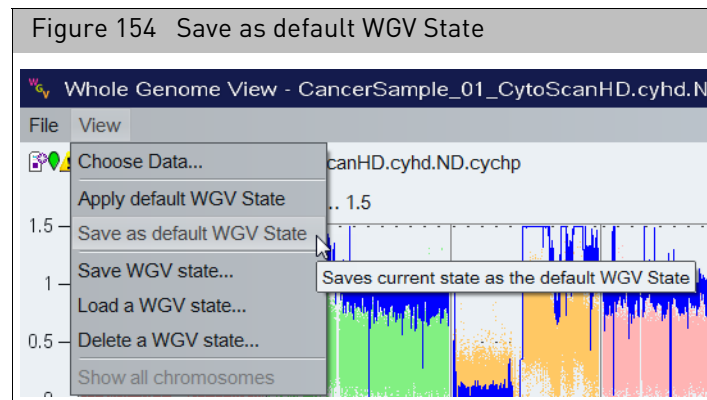 Figure 154 Save as default WGV State
WGV Whole Genome View - CancerSample_01_CytoScanHD.cyhd.N
File View
Choose Data... canHD.cyhd.ND.cychp
Apply default WGV State .. 1.5
1.5
Save as default WGV State
Save WGV state... Saves current state as the default WGV State
1
Load a WGV state...
0.5
Delete a WGV state...
Show all chromosomes